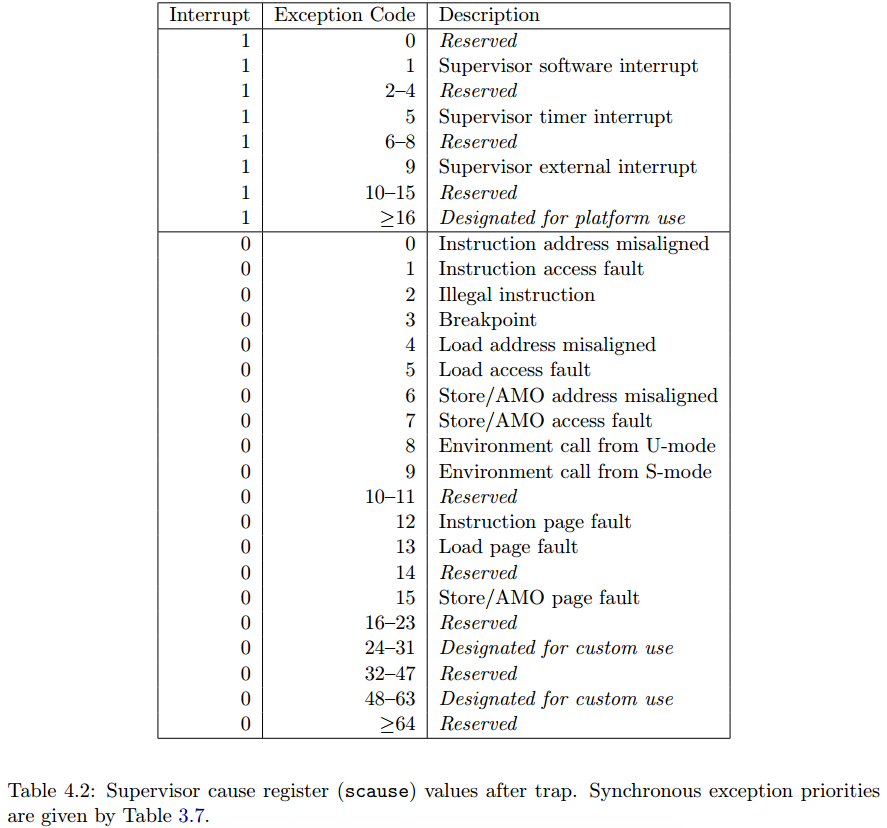 Interrupt Exception Code Description
1 0 Reserved
1 1 Supervisor software interrupt
1 2–4 Reserved
1 5 Supervisor timer interrupt
1 6–8 Reserved
1 9 Supervisor external interrupt
1 10–15 Reserved
1 ≥16 Designated for platform use
0 0 Instruction address misaligned
0 1 Instruction access fault
0 2 Illegal instruction
0 3 Breakpoint
0 4 Load address misaligned
0 5 Load access fault
0 6 Store/AMO address misaligned
0 7 Store/AMO access fault
0 8 Environment call from U-mode
0 9 Environment call from S-mode
0 10–11 Reserved
0 12 Instruction page fault
0 13 Load page fault
0 14 Reserved
0 15 Store/AMO page fault
0 16–23 Reserved
0 24–31 Designated for custom use
0 32–47 Reserved
0 48–63 Designated for custom use
0 ≥64 Reserved
Table 4.2: Supervisor cause register (scause) values after trap. Synchronous exception priorities
are given by Table 3.7.